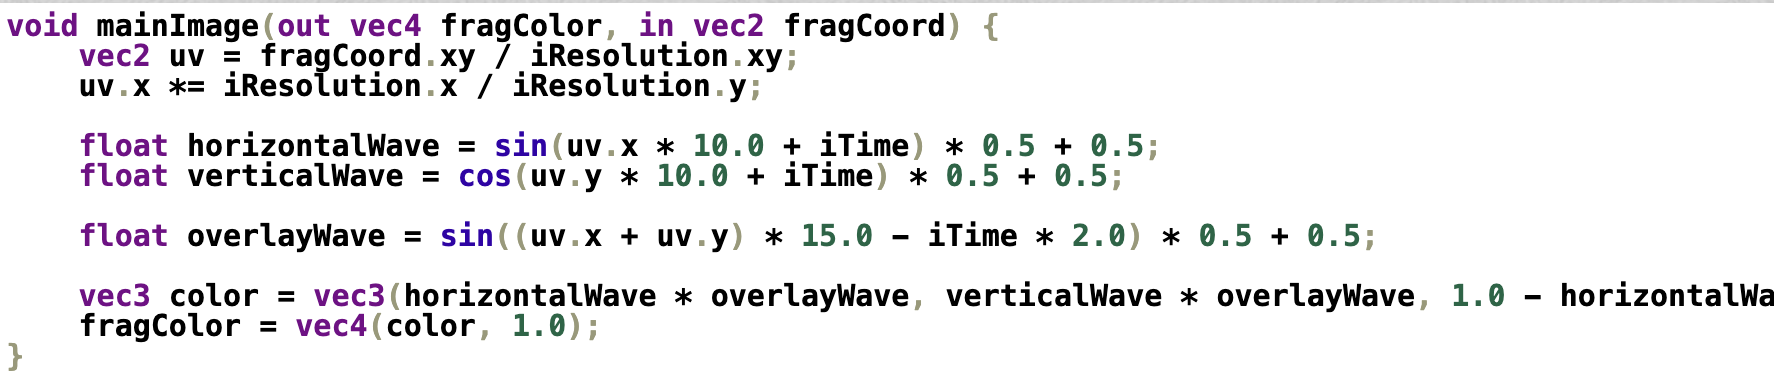 void mainImage(out vec4 fragColor, in vec2 fragCoord) {
    vec2 uv = fragCoord.xy / iResolution.xy;
    uv.x *= iResolution.x / iResolution.y;

    float horizontalWave = sin(uv.x * 10.0 + iTime) * 0.5 + 0.5;
    float verticalWave = cos(uv.y * 10.0 + iTime) * 0.5 + 0.5;

    float overlayWave = sin((uv.x + uv.y) * 15.0 - iTime * 2.0) * 0.5 + 0.5;

    vec3 color = vec3(horizontalWave * overlayWave, verticalWave * overlayWave, 1.0 - horizontalWa
    fragColor = vec4(color, 1.0);
}